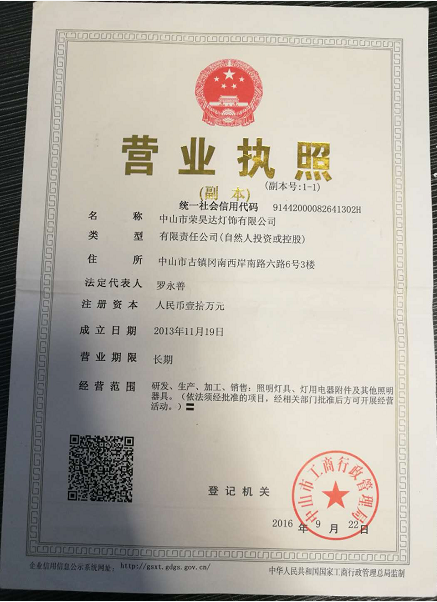 营业执照
(副 本)
(副本号:1-1)
统一社会信用代码 91442000082641302H
名 称 中山市荣昊达灯饰有限公司
类 型 有限责任公司(自然人投资或控股)
住 所 中山市古镇冈南西岸南路六路6号3楼
法定代表人 罗永善
注册资本 人民币壹拾万元
成立日期 2013年11月19日
营业期限 长期
经营范围 研发、生产、加工、销售：照明灯具、灯用电器附件及其他照明
器具。(依法须经批准的项目，经相关部门批准后方可开展经营
活动。)〓
登记机关
中山市工商行政管理局
2016 年 9 月 22 日
企业信用信息公示系统网址： http://gsxt.gdgs.gov.cn/
中华人民共和国国家工商行政管理总局监制